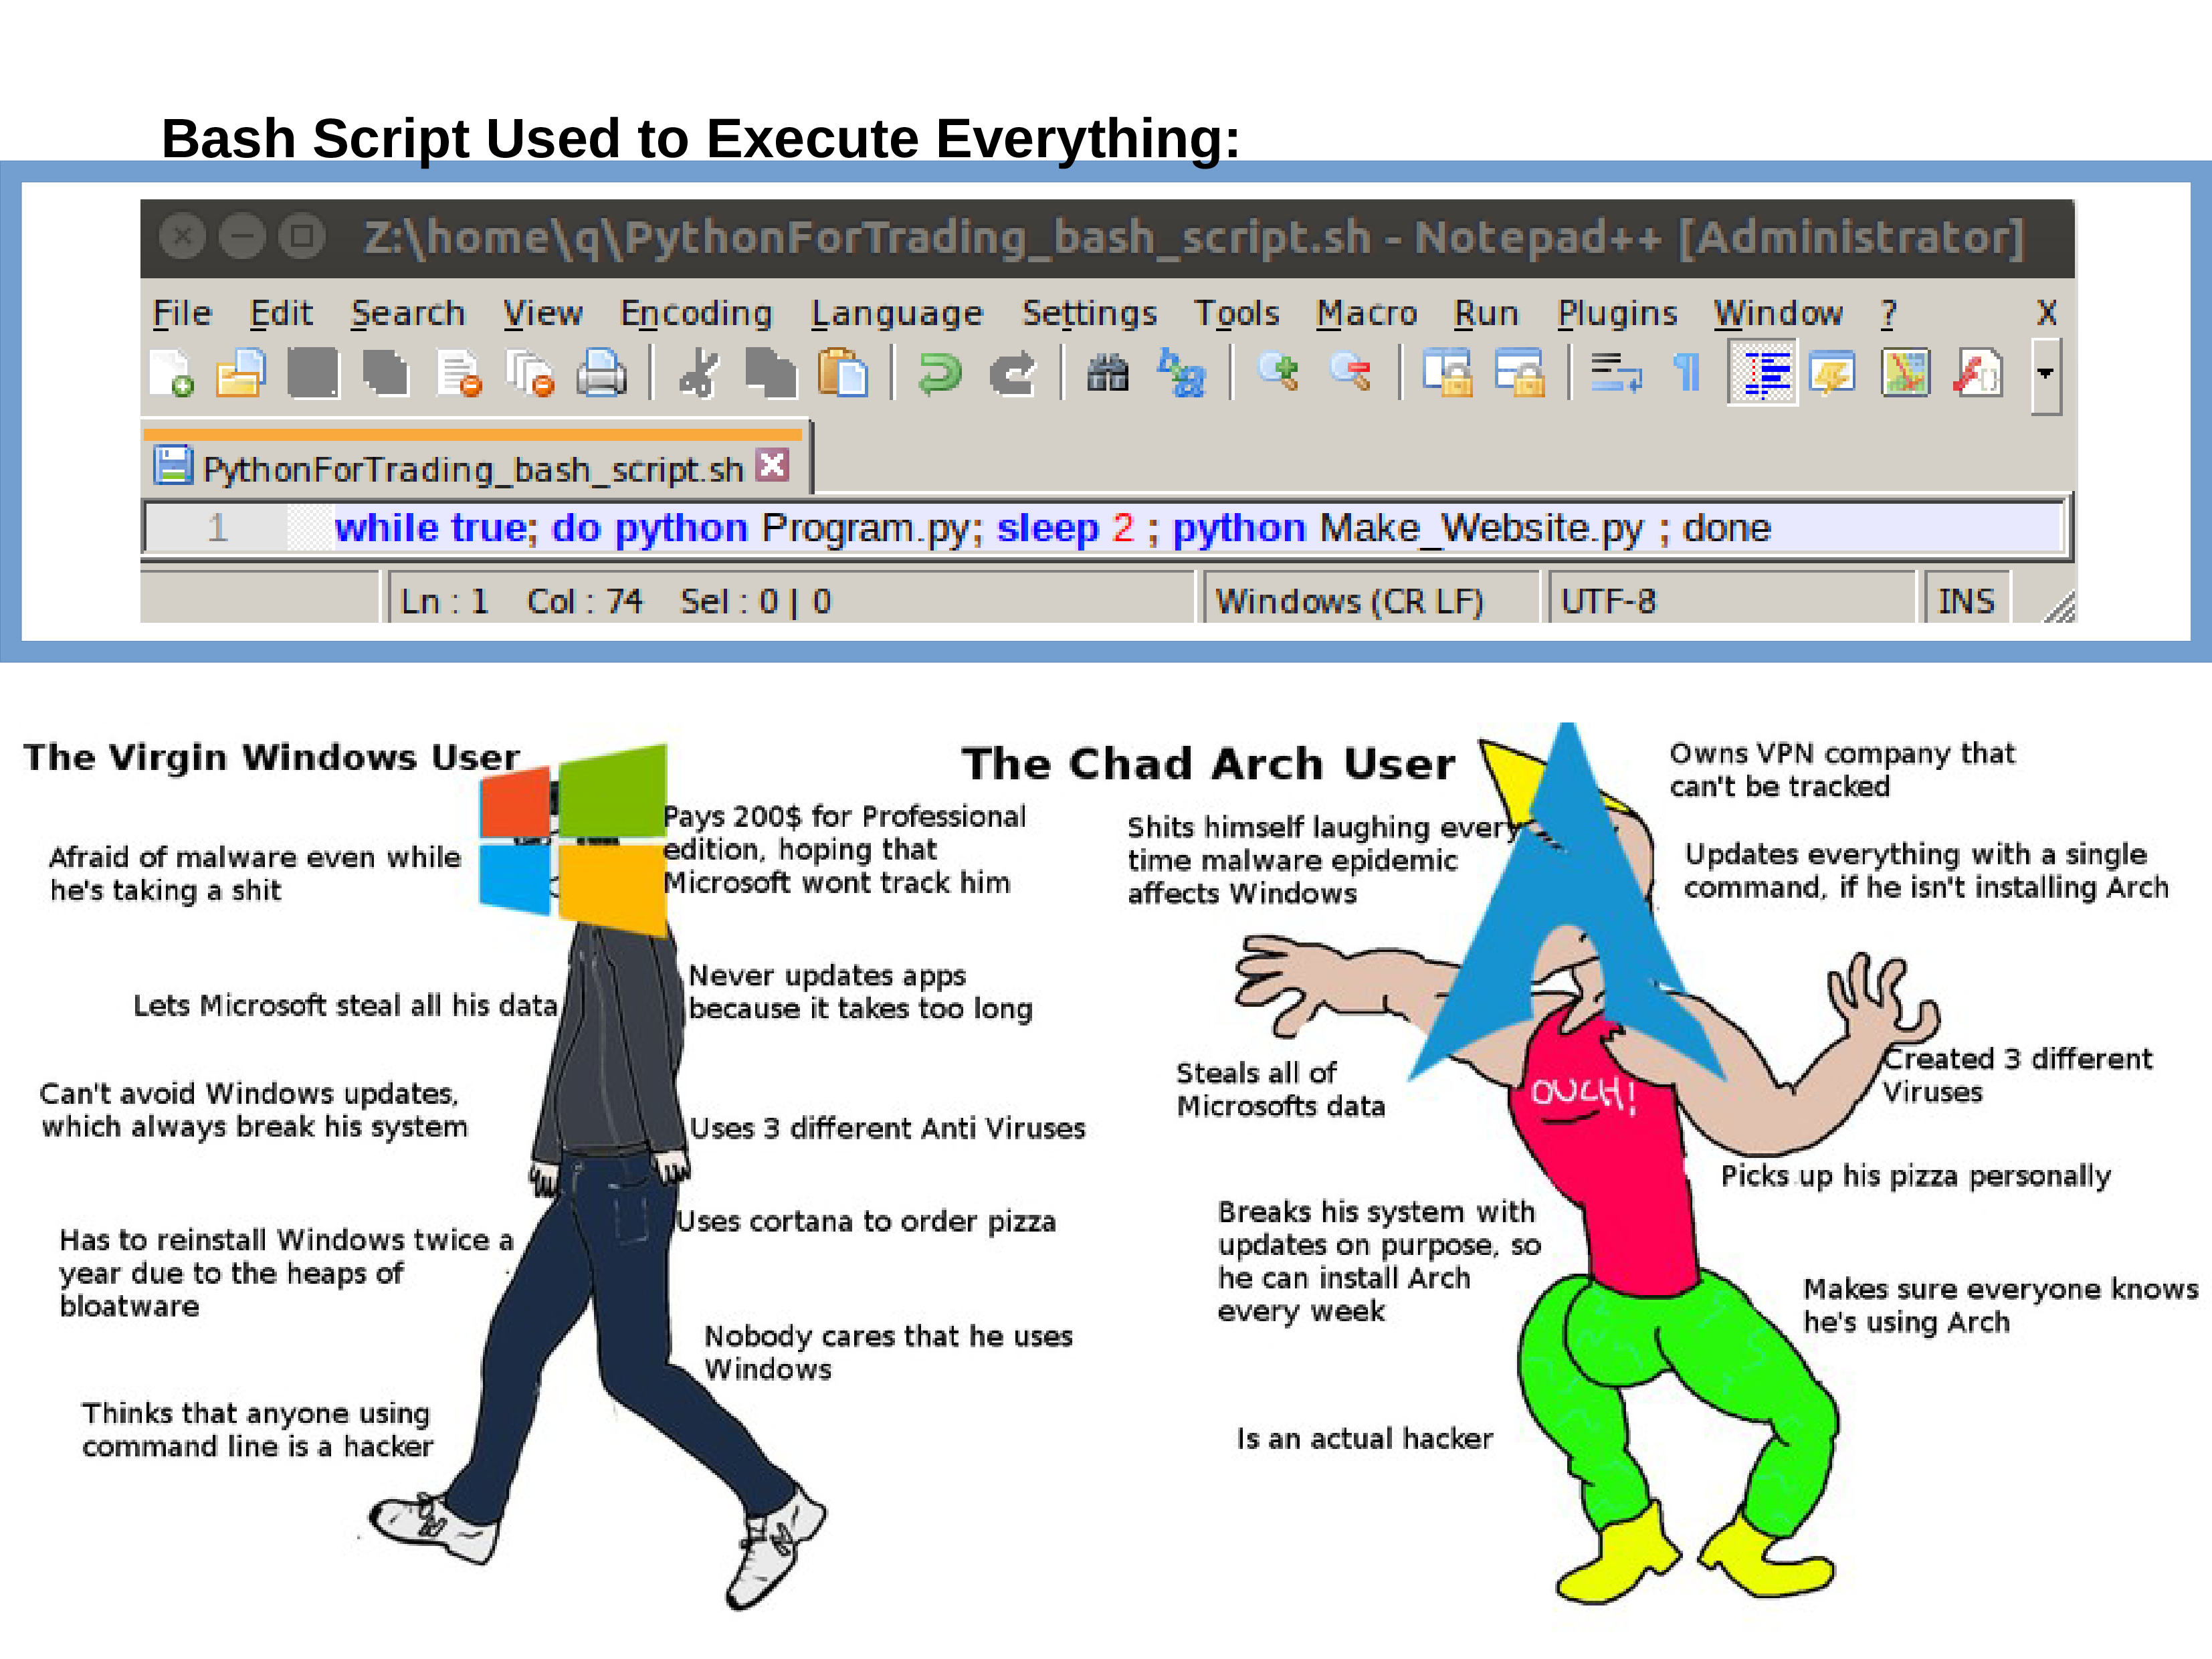 Bash Script Used to Execute Everything:
Z:\home\q\PythonForTrading_bash_script.sh - Notepad++ [Administrator]
File Edit Search View Encoding Language Settings Tools Macro Run Plugins Window ? X
PythonForTrading_bash_script.sh
1 while true; do python Program.py; sleep 2 ; python Make_Website.py ; done
Ln : 1 Col : 74 Sel : 0 | 0 Windows (CR LF) UTF-8 INS
The Virgin Windows User
Afraid of malware even while
he's taking a shit
Lets Microsoft steal all his data
Can't avoid Windows updates,
which always break his system
Has to reinstall Windows twice a
year due to the heaps of
bloatware
Thinks that anyone using
command line is a hacker
Pays 200$ for Professional
edition, hoping that
Microsoft wont track him
Never updates apps
because it takes too long
Uses 3 different Anti Viruses
Uses cortana to order pizza
Nobody cares that he uses
Windows
The Chad Arch User
Shits himself laughing every
time malware epidemic
affects Windows
Steals all of
Microsofts data
Breaks his system with
updates on purpose, so
he can install Arch
every week
Is an actual hacker
OUCH!
Owns VPN company that
can't be tracked
Updates everything with a single
command, if he isn't installing Arch
Created 3 different
Viruses
Picks up his pizza personally
Makes sure everyone knows
he's using Arch